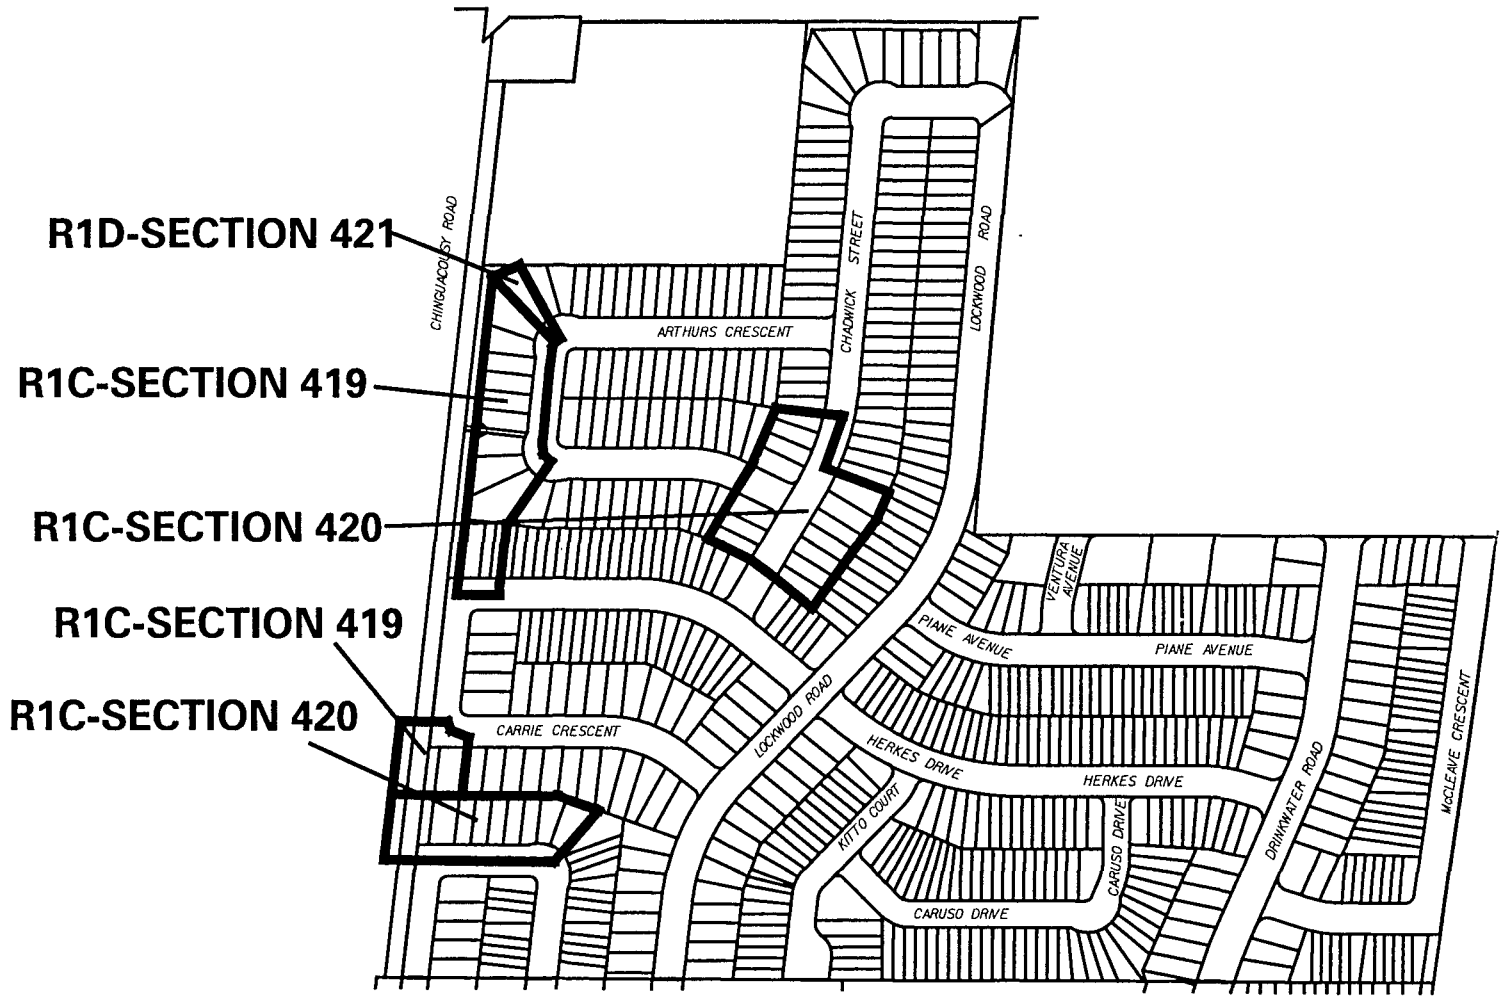 R1D-SECTION 421
CHINGUACOUSY ROAD
CHADWICK STREET
LOCKWOOD ROAD
ARTHURS CRESCENT
R1C-SECTION 419
R1C-SECTION 420
VENTURA
AVENUE
R1C-SECTION 419
PIANE AVENUE
PIANE AVENUE
R1C-SECTION 420
CARRIE CRESCENT
LOCKWOOD ROAD
HERKES DRIVE
HERKES DRIVE
KITTO COURT
CARUSO DRIVE
DRINKWATER ROAD
McCLEAVE CRESCENT
CARUSO DRIVE